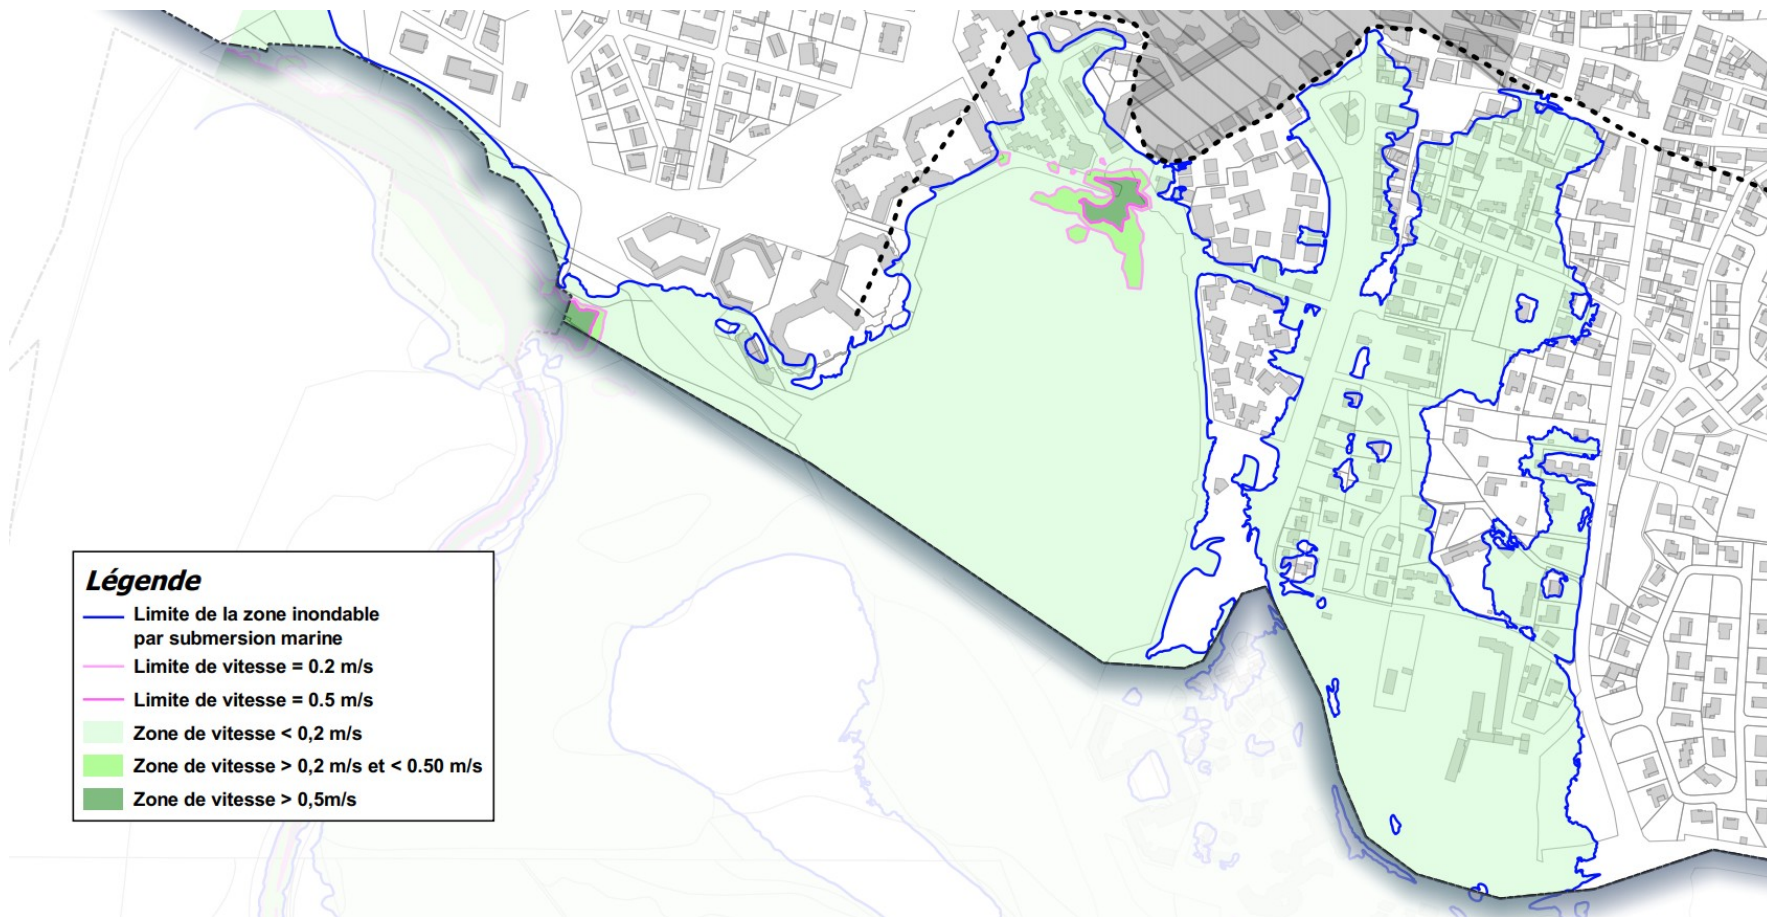 Légende
Limite de la zone inondable
par submersion marine
Limite de vitesse = 0.2 m/s
Limite de vitesse = 0.5 m/s
Zone de vitesse < 0,2 m/s
Zone de vitesse > 0,2 m/s et < 0.50 m/s
Zone de vitesse > 0,5m/s